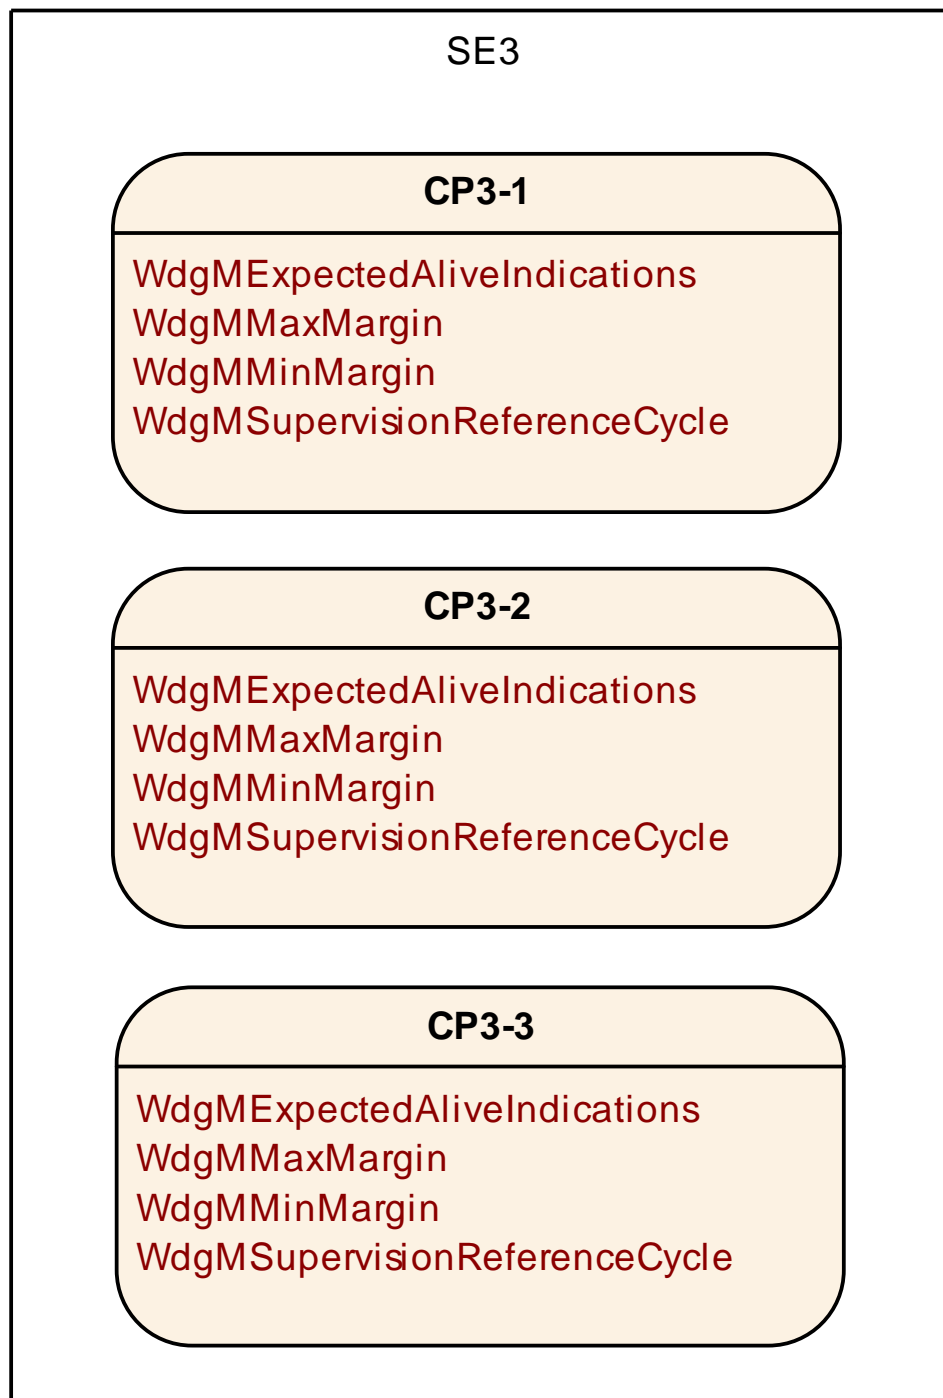 SE3
CP3-1
WdgMExpectedAliveIndications
WdgMMaxMargin
WdgMMinMargin
WdgMSupervisionReferenceCycle
CP3-2
WdgMExpectedAliveIndications
WdgMMaxMargin
WdgMMinMargin
WdgMSupervisionReferenceCycle
CP3-3
WdgMExpectedAliveIndications
WdgMMaxMargin
WdgMMinMargin
WdgMSupervisionReferenceCycle